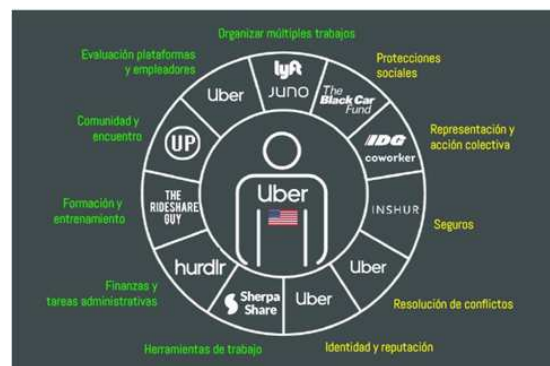 Organizar múltiples trabajos
Evaluación plataformas
y empleadores
Protecciones
sociales
Comunidad y
encuentro
Representación y
acción colectiva
Formación y
entrenamiento
Seguros
Finanzas y
tareas administrativas
Resolución de conflictos
Herramientas de trabajo
Identidad y reputación
Uber
lyft
JUNO
The
Black Car
Fund
IDG
coworker
INSHUR
Uber
Uber
Sherpa
Share
hurdlr
THE
RIDESHARE
GUY
UP
Uber